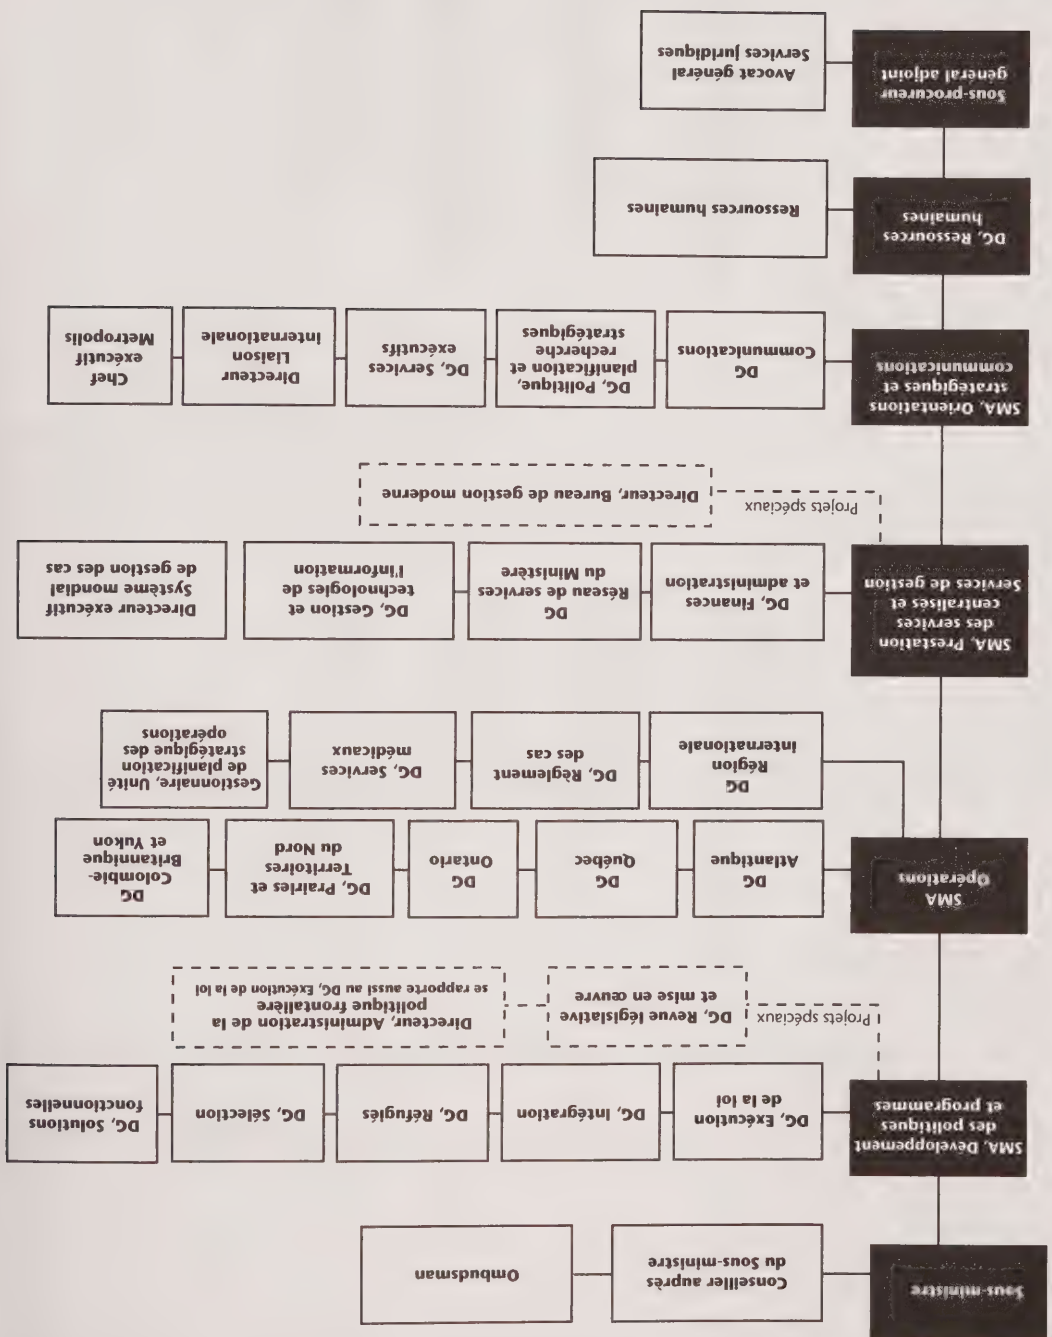 Sous-ministre
Conseiller auprès
du Sous-ministre
Ombudsman
SMA, Développement
des politiques
et programmes
DG, Exécution
de la loi
DG, Intégration
DG, Réfugiés
DG, Sélection
DG, Solutions
fonctionnelles
Projets spéciaux
DG, Revue législative
et mise en œuvre
Directeur, Administration de la
politique frontalière
se rapporte aussi au DG, Exécution de la loi
SMA
Opérations
DG
Atlantique
DG
Québec
DG
Ontario
DG, Prairies et
Territoires
du Nord
DG
Colombie-
Britannique
et Yukon
DG
Région
internationale
DG, Règlement
des cas
DG, Services
médicaux
Gestionnaire, Unité
de planification
stratégique des
opérations
SMA, Prestation
des services
centralisés et
Services de gestion
DG, Finances
et administration
DG
Réseau de services
du Ministère
DG, Gestion et
technologies de
l'information
Directeur exécutif
Système mondial
de gestion des cas
Projets spéciaux
Directeur, Bureau de gestion moderne
SMA, Orientations
stratégiques et
communications
DG
Communications
DG, Politique,
planification et
recherche
stratégiques
DG, Services
exécutifs
Directeur
Liaison
internationale
Chef
exécutif
Metropolis
DG, Ressources
humaines
Ressources humaines
Sous-procureur
général adjoint
Avocat général
Services juridiques